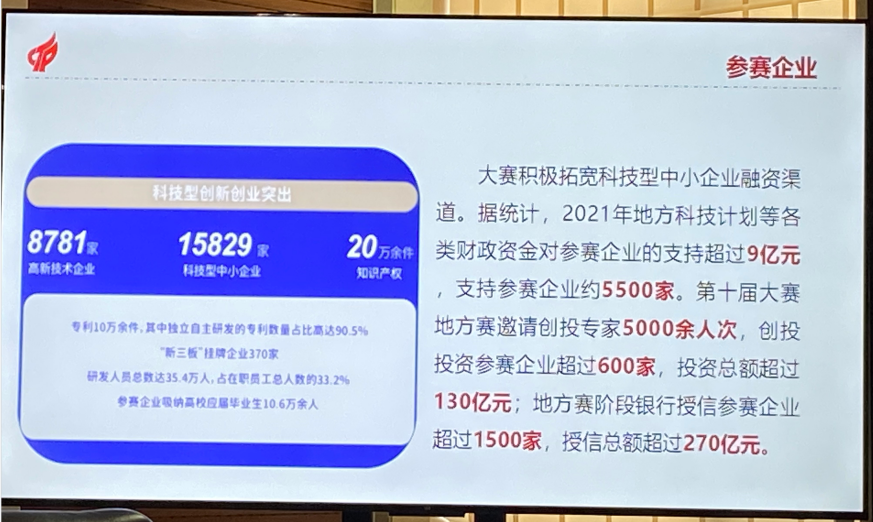 CTP
参赛企业
科技型创新创业突出
8781家
高新技术企业
15829 家
科技型中小企业
20万余件
知识产权
专利10万余件,其中独立自主研发的专利数量占比高达90.5%
“新三板”挂牌企业370家
研发人员总数达35.4万人,占在职员工总人数的33.2%
参赛企业吸纳高校应届毕业生10.6万余人
大赛积极拓宽科技型中小企业融资渠
道。据统计，2021年地方科技计划等各
类财政资金对参赛企业的支持超过9亿元
，支持参赛企业约5500家。第十届大赛
地方赛邀请创投专家5000余人次，创投
投资参赛企业超过600家，投资总额超过
130亿元；地方赛阶段银行授信参赛企业
超过1500家，授信总额超过270亿元。